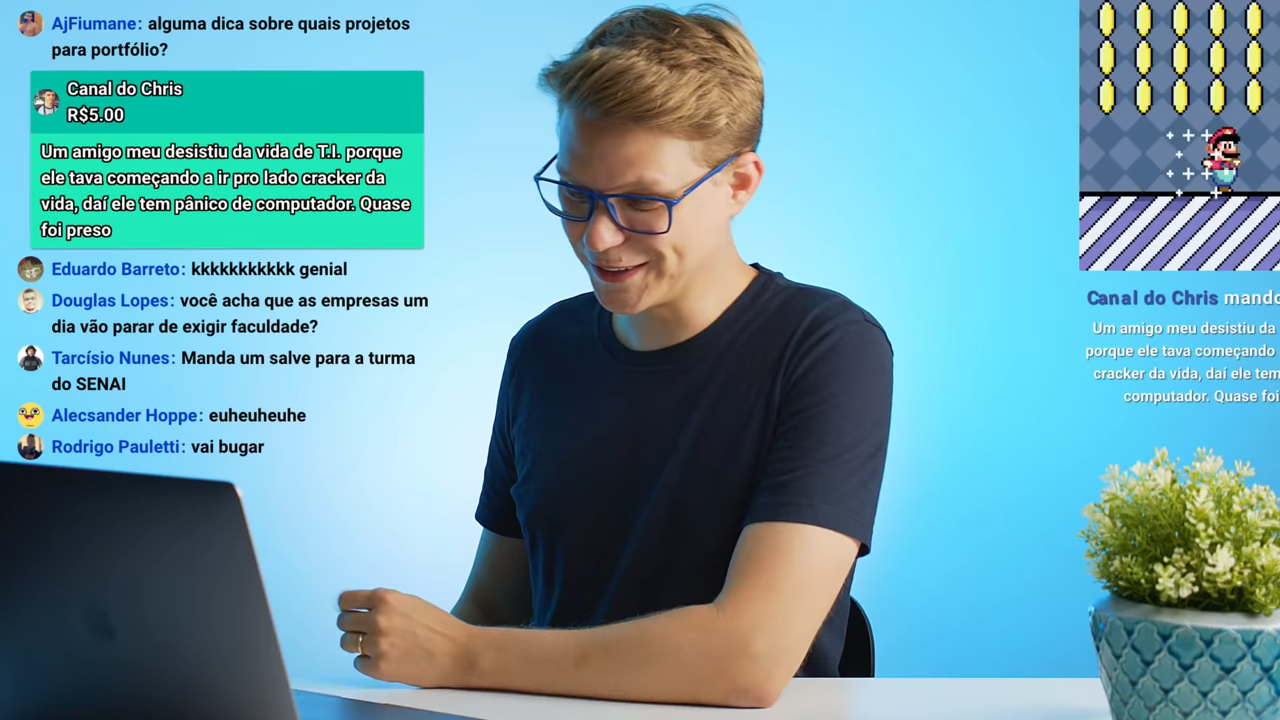 AjFiumane: alguma dica sobre quais projetos
para portfólio?
Canal do Chris
R$5.00
Um amigo meu desistiu da vida de T.I. porque
ele tava começando a ir pro lado cracker da
vida, daí ele tem pânico de computador. Quase
foi preso
Eduardo Barreto: kkkkkkkkkkk genial
Douglas Lopes: você acha que as empresas um
dia vão parar de exigir faculdade?
Tarcísio Nunes: Manda um salve para a turma
do SENAI
Alecsander Hoppe: euheuheuhe
Rodrigo Pauletti: vai bugar
Canal do Chris mando
Um amigo meu desistiu da
porque ele tava começando
cracker da vida, daí ele tem
computador. Quase foi